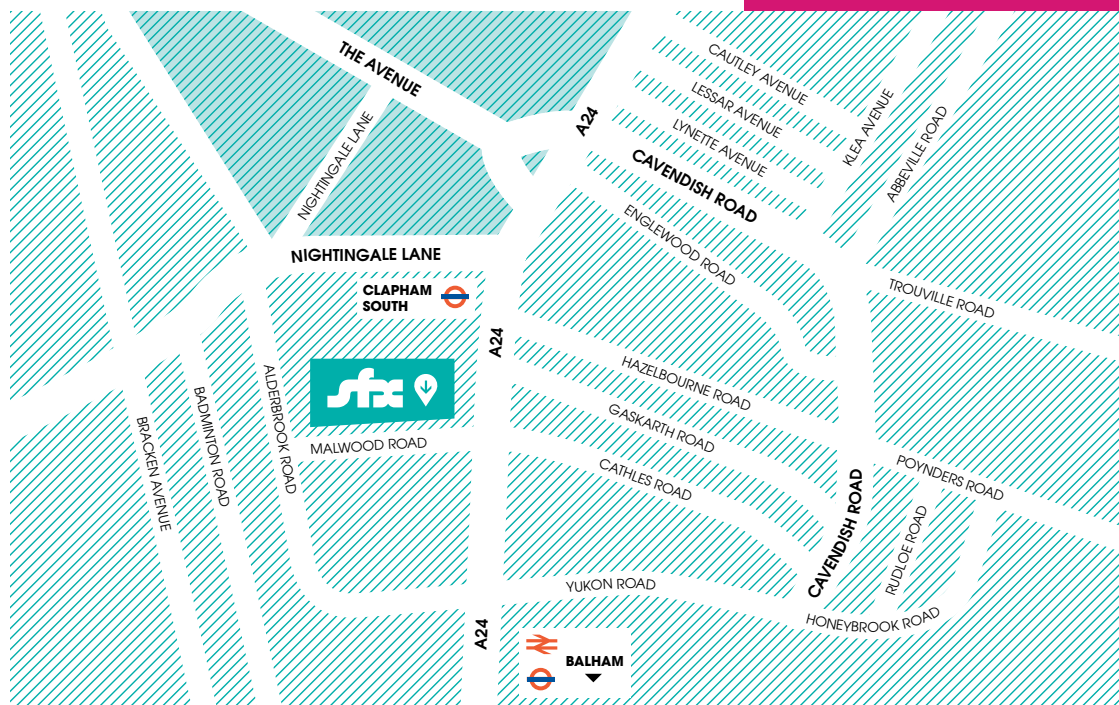 THE AVENUE
CAUTLEY AVENUE
LESSAR AVENUE
LYNETTE AVENUE
KLEA AVENUE
ABBEVILLE ROAD
A24
NIGHTINGALE LANE
CAVENDISH ROAD
ENGLEWOOD ROAD
NIGHTINGALE LANE
CLAPHAM
SOUTH
TROUVILLE ROAD
A24
HAZELBOURNE ROAD
sfx
ALDERBROOK ROAD
BADMINTON ROAD
BRACKEN AVENUE
GASKARTH ROAD
MALWOOD ROAD
CATHLES ROAD
POYNDERS ROAD
CAVENDISH ROAD
RUDLOE ROAD
YUKON ROAD
HONEYBROOK ROAD
A24
BALHAM